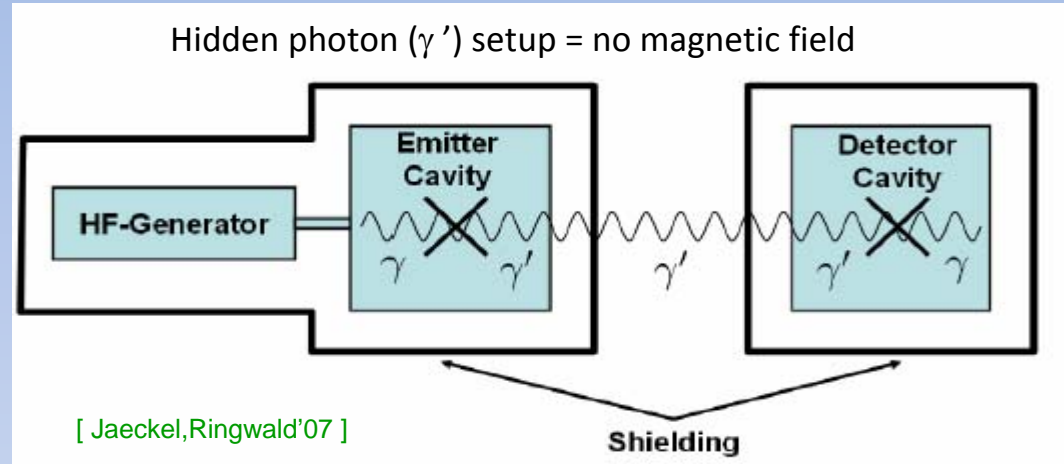 Hidden photon (γ ’) setup = no magnetic field
Emitter
Cavity
Detector
Cavity
HF-Generator
γ γ′ γ′ γ′ γ
[ Jaeckel,Ringwald’07 ]
Shielding